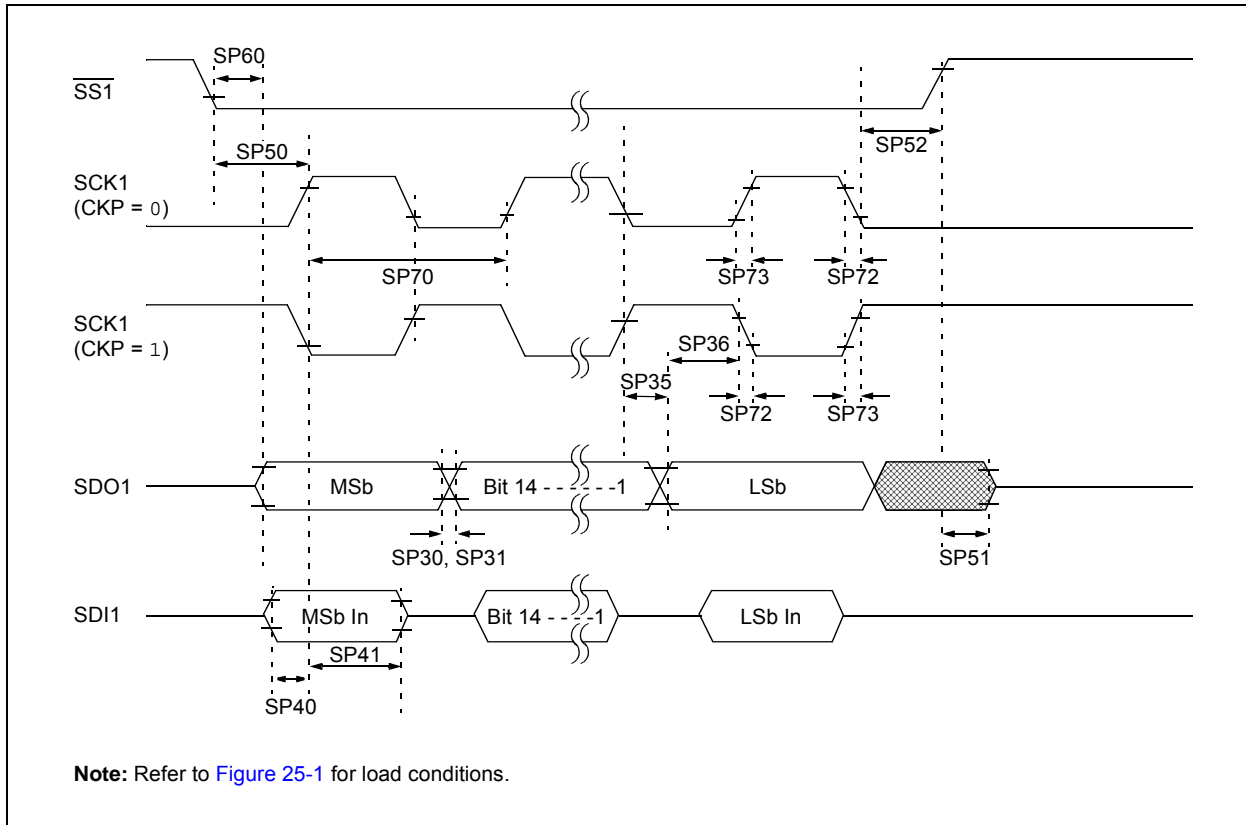 SP60
SS1
SP50
SP52
SCK1
(CKP = 0)
SP70
SP73
SP72
SCK1
(CKP = 1)
SP36
SP35
SP72
SP73
SDO1
MSb
Bit 14 - - - - - -1
LSb
SP30, SP31
SP51
SDI1
MSb In
Bit 14 - - - -1
LSb In
SP41
SP40
Note: Refer to Figure 25-1 for load conditions.